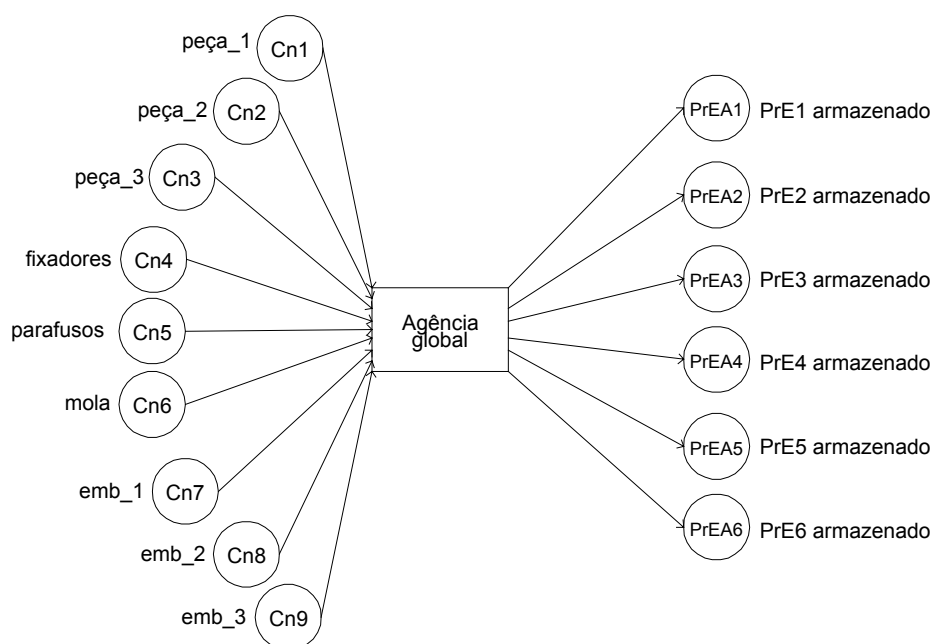 peça_1
Cn1
peça_2
Cn2
peça_3
Cn3
fixadores
Cn4
parafusos
Cn5
mola
Cn6
emb_1
Cn7
emb_2
Cn8
emb_3
Cn9
Agência
global
PrEA1 PrE1 armazenado
PrEA2 PrE2 armazenado
PrEA3 PrE3 armazenado
PrEA4 PrE4 armazenado
PrEA5 PrE5 armazenado
PrEA6 PrE6 armazenado